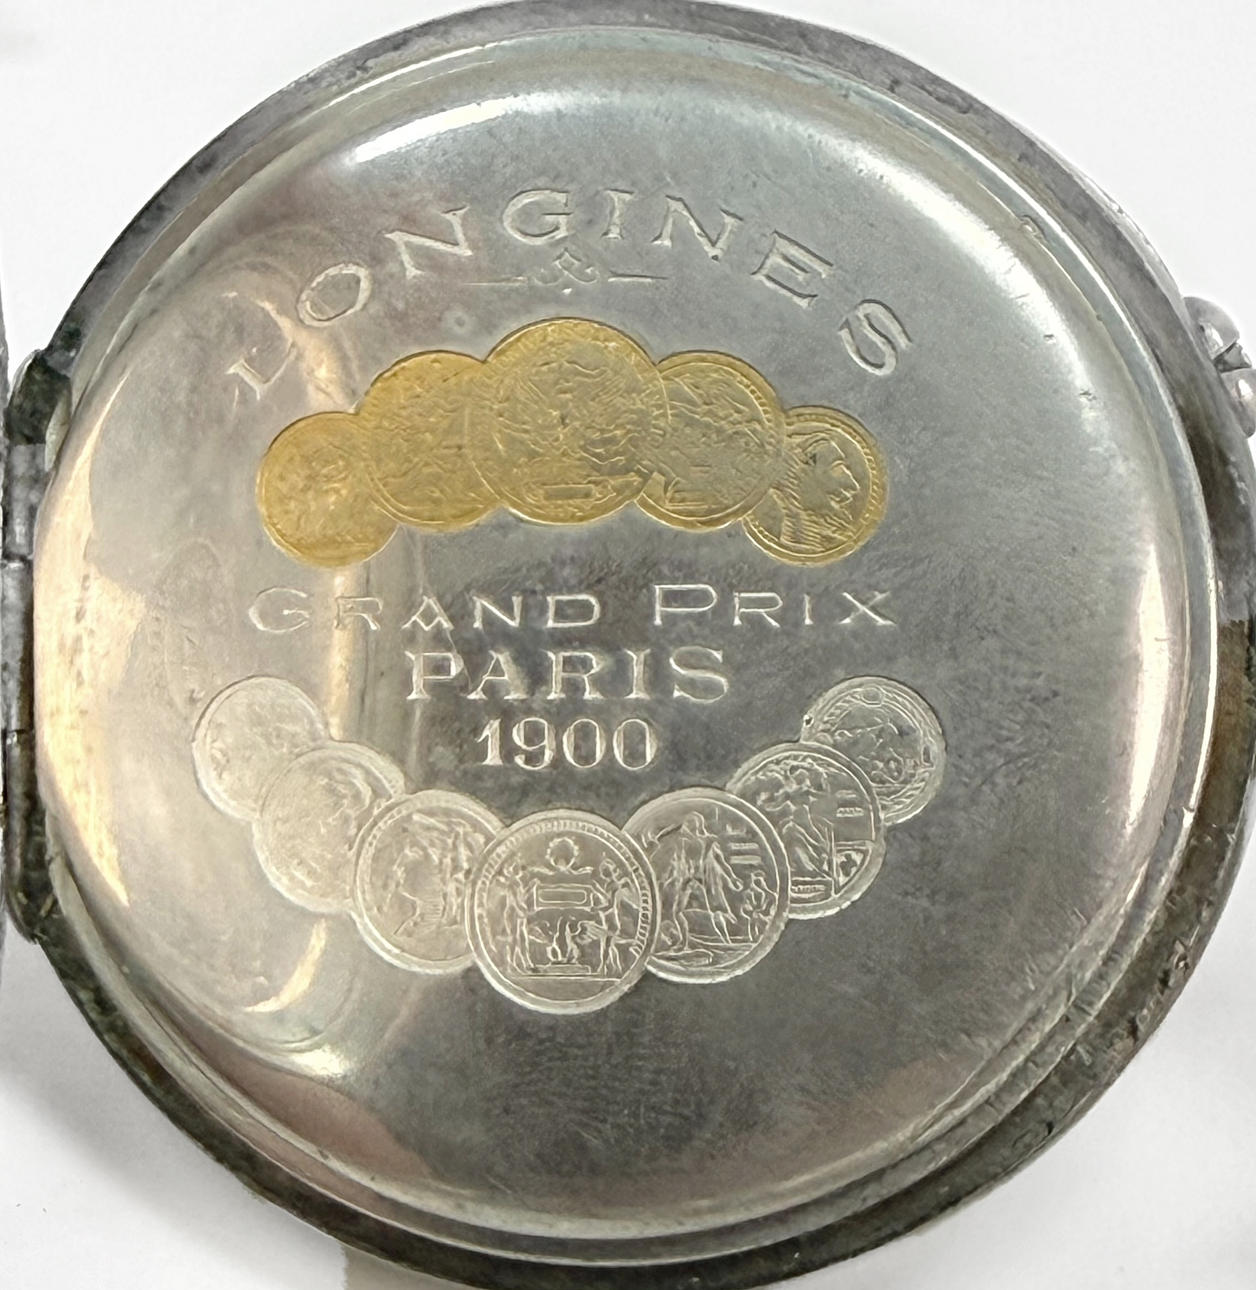 LONGINES
GRAND PRIX
PARIS
1900